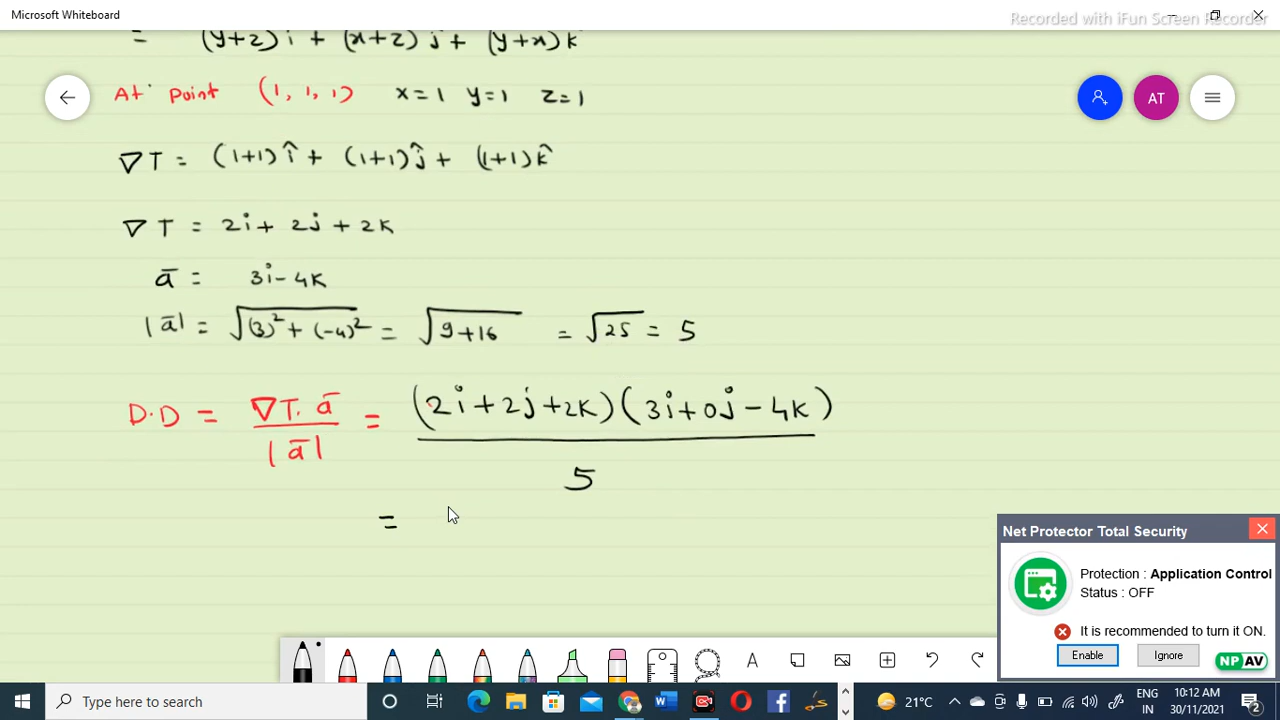 Microsoft Whiteboard
Recorded with iFun Screen Recorder
= (y+z) i + (x+z) j + (y+x) k
At Point (1, 1, 1) x=1 y=1 z=1
AT
∇T = (1+1) î + (1+1) ĵ + (1+1) k̂
∇T = 2i + 2j + 2k
ā = 3i - 4k
|ā| = √(3)² + (-4)² = √9+16 = √25 = 5
D.D = ∇T. ā / |ā| = (2i + 2j + 2k) (3i + 0j - 4k) / 5
=
Net Protector Total Security
Protection : Application Control
Status : OFF
It is recommended to turn it ON.
Enable Ignore NPAV
A
Type here to search
21°C
ENG
IN
10:12 AM
30/11/2021
2